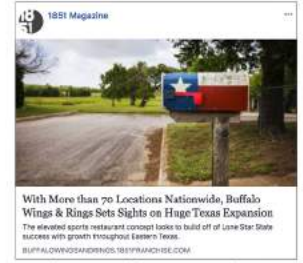 18
51
1851 Magazine
With More than 70 Locations Nationwide, Buffalo
Wings & Rings Sets Sights on Huge Texas Expansion
The elevated sports restaurant concept looks to build off of Lone Star State
success with growth throughout Eastern Texas.
BUFFALOWINGSANDRINGS.1851FRANCHISE.COM